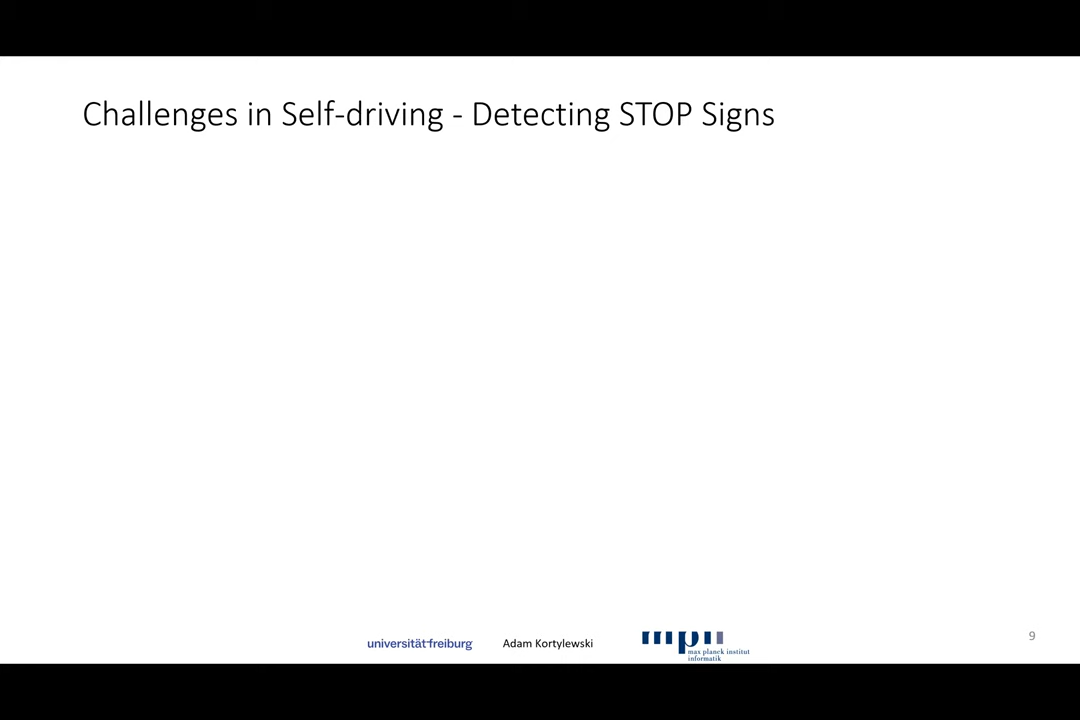 Challenges in Self-driving - Detecting STOP Signs
universität freiburg
Adam Kortylewski
max planck institut
informatik
9